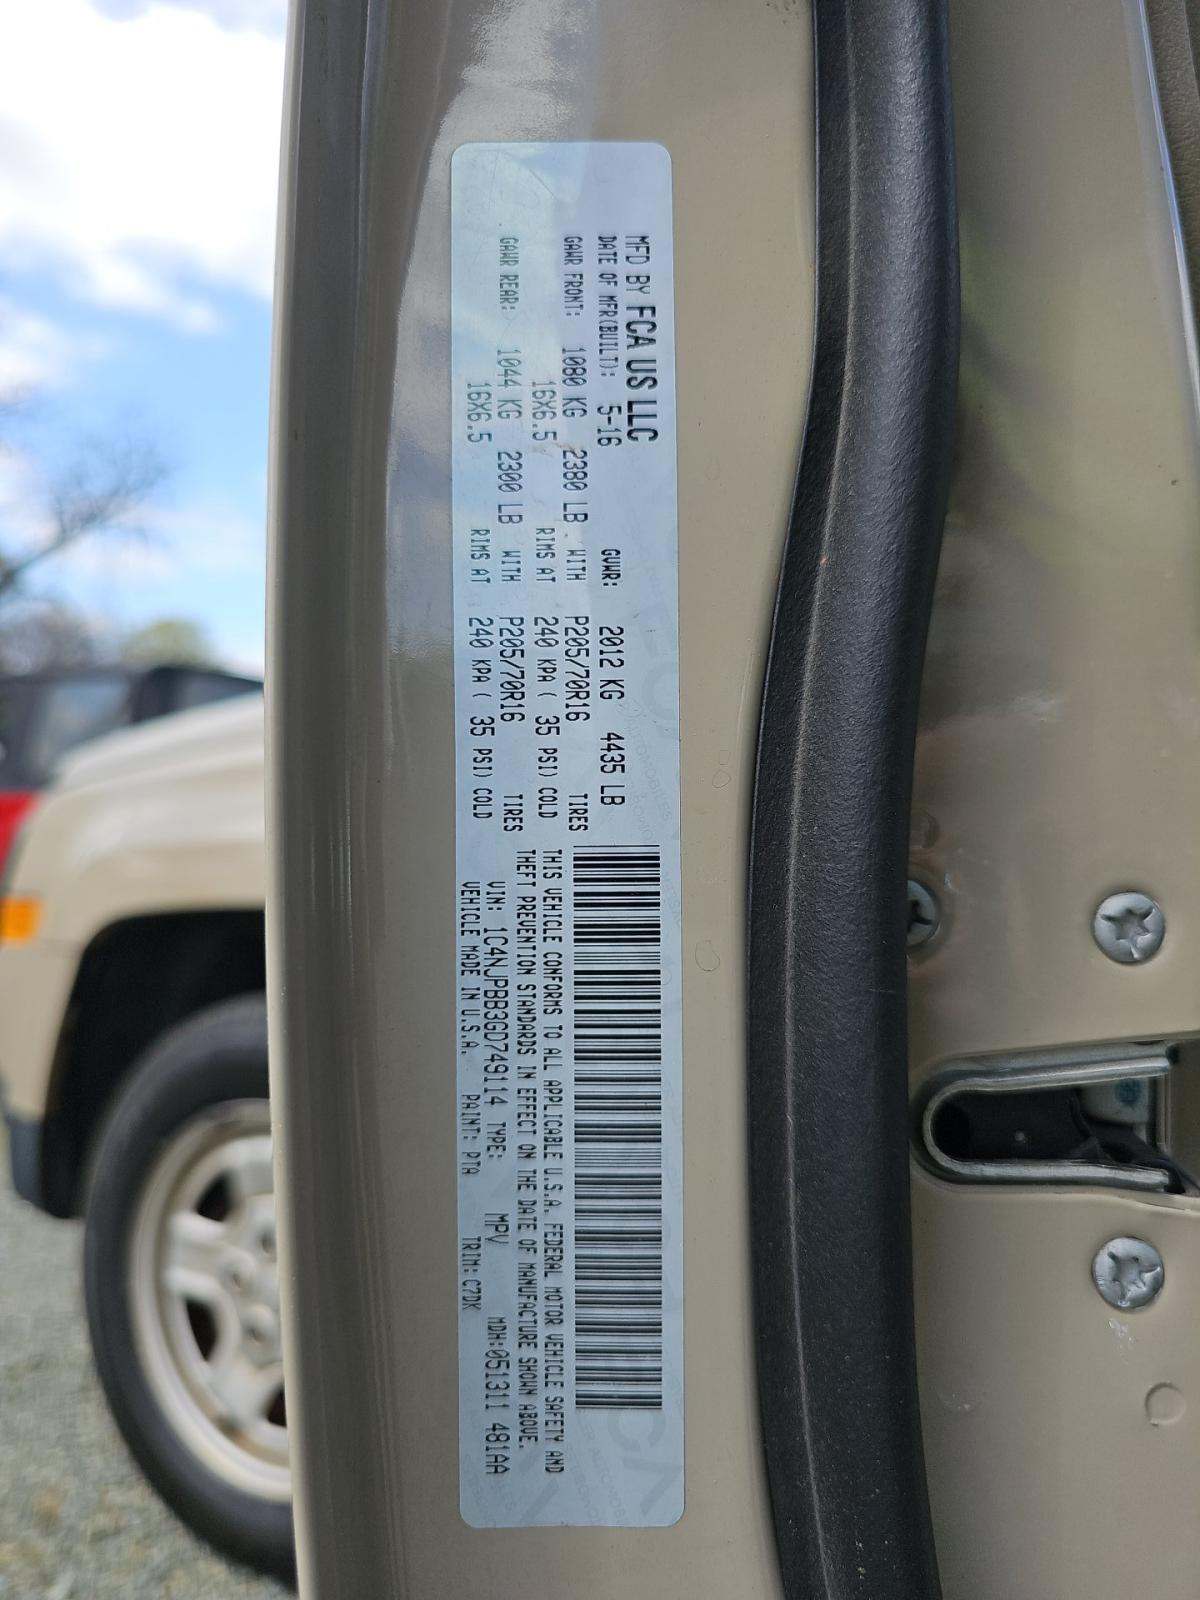 MFD BY FCA US LLC
DATE OF MFR(BUILT): 5-16 GVWR: 2012 KG 4435 LB
GAWR FRONT: 1080 KG 2380 LB WITH P205/70R16 TIRES
16X6.5 RIMS AT 240 KPA ( 35 PSI) COLD
GAWR REAR: 1044 KG 2300 LB WITH P205/70R16 TIRES
16X6.5 RIMS AT 240 KPA ( 35 PSI) COLD
THIS VEHICLE CONFORMS TO ALL APPLICABLE U.S.A. FEDERAL MOTOR VEHICLE SAFETY AND
THEFT PREVENTION STANDARDS IN EFFECT ON THE DATE OF MANUFACTURE SHOWN ABOVE.
VIN: 1C4NJPBB3GD749114 TYPE: MPV MDH:051311 481AA
VEHICLE MADE IN U.S.A. PAINT: PTA TRIM: C7DK